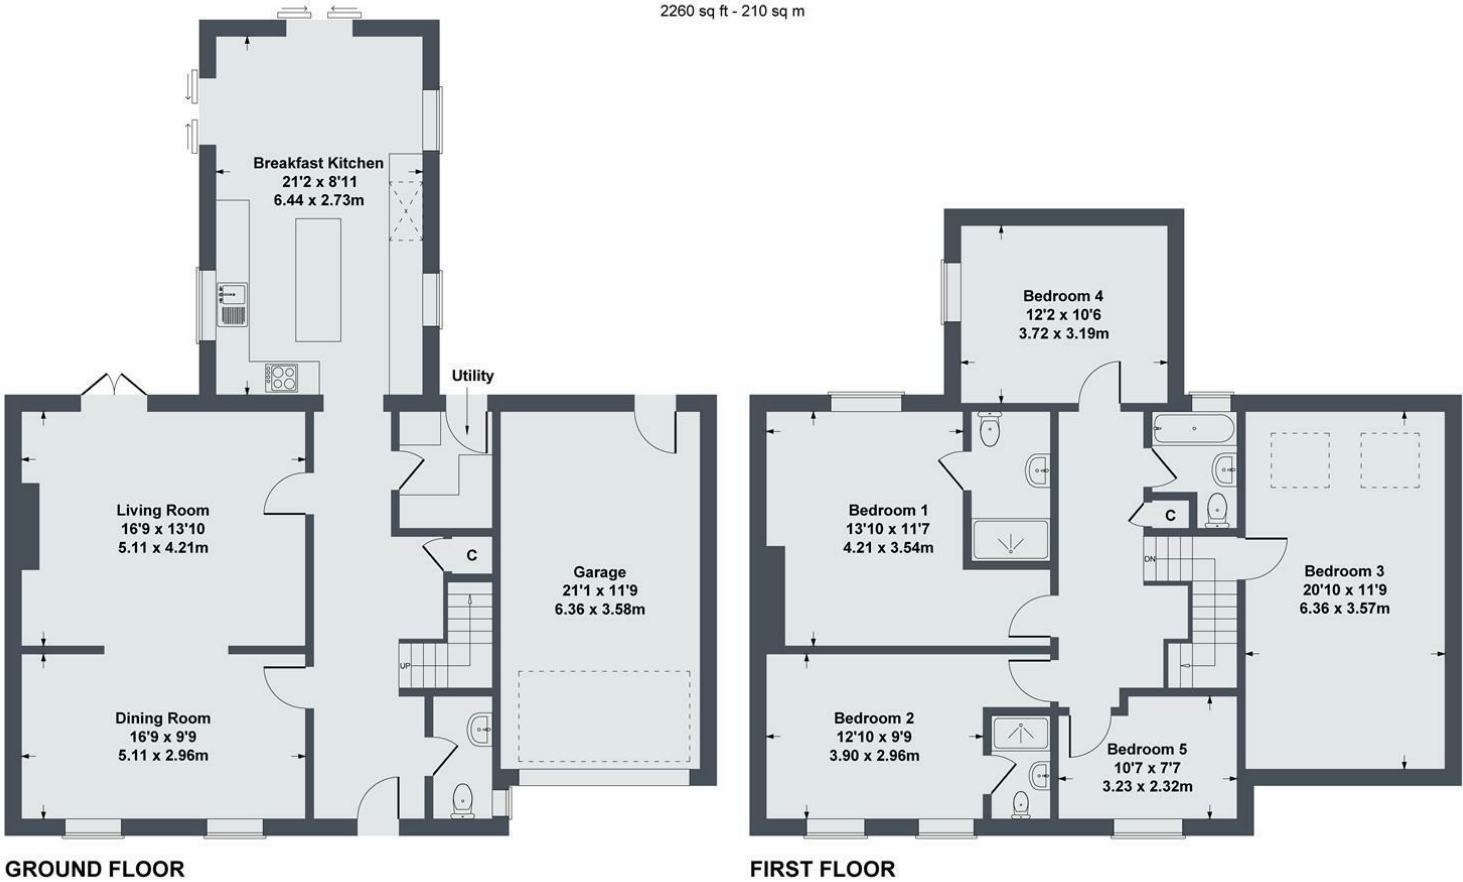 2260 sq ft - 210 sq m
Breakfast Kitchen
21'2 x 8'11
6.44 x 2.73m
Utility
Living Room
16'9 x 13'10
5.11 x 4.21m
C
Garage
21'1 x 11'9
6.36 x 3.58m
UP
Dining Room
16'9 x 9'9
5.11 x 2.96m
GROUND FLOOR
Bedroom 4
12'2 x 10'6
3.72 x 3.19m
Bedroom 1
13'10 x 11'7
4.21 x 3.54m
C
DN
Bedroom 3
20'10 x 11'9
6.36 x 3.57m
Bedroom 2
12'10 x 9'9
3.90 x 2.96m
Bedroom 5
10'7 x 7'7
3.23 x 2.32m
FIRST FLOOR